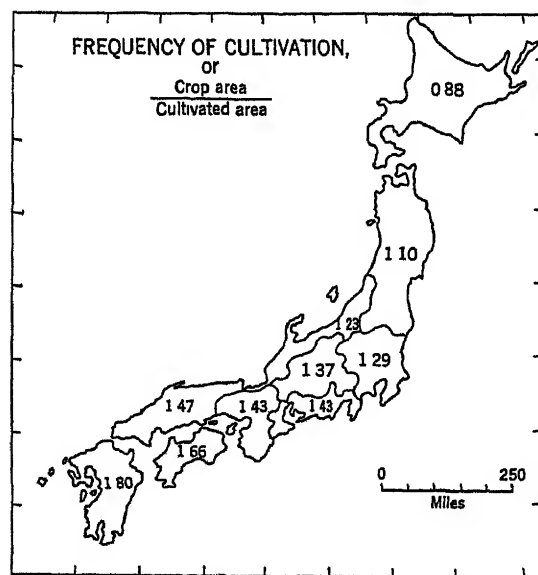 FREQUENCY OF CULTIVATION,
or
Crop area
Cultivated area
0 88
1 10
1 23
1 37
1 29
1 47
1 43
1 43
1 66
1 80
0 250
Miles